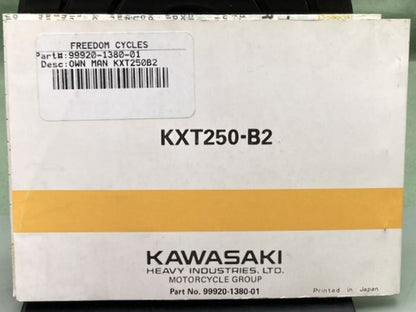 FREEDOM CYCLES
Part#:99920-1380-01
Desc:OWN MAN KXT250B2
KXT250-B2
KAWASAKI
HEAVY INDUSTRIES. LTD.
MOTORCYCLE GROUP
Part No. 99920-1380-01
Printed in Japan